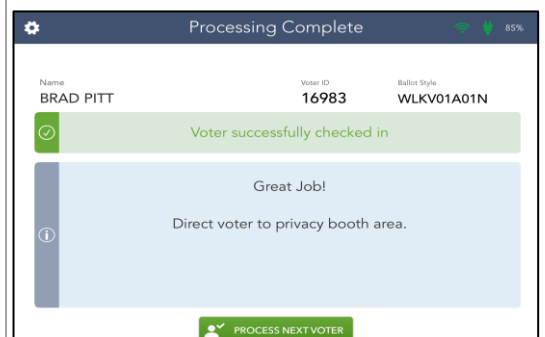 Processing Complete
85%
Name
Voter ID
Ballot Style
BRAD PITT
16983
WLKV01A01N
Voter successfully checked in
Great Job!
Direct voter to privacy booth area.
PROCESS NEXT VOTER